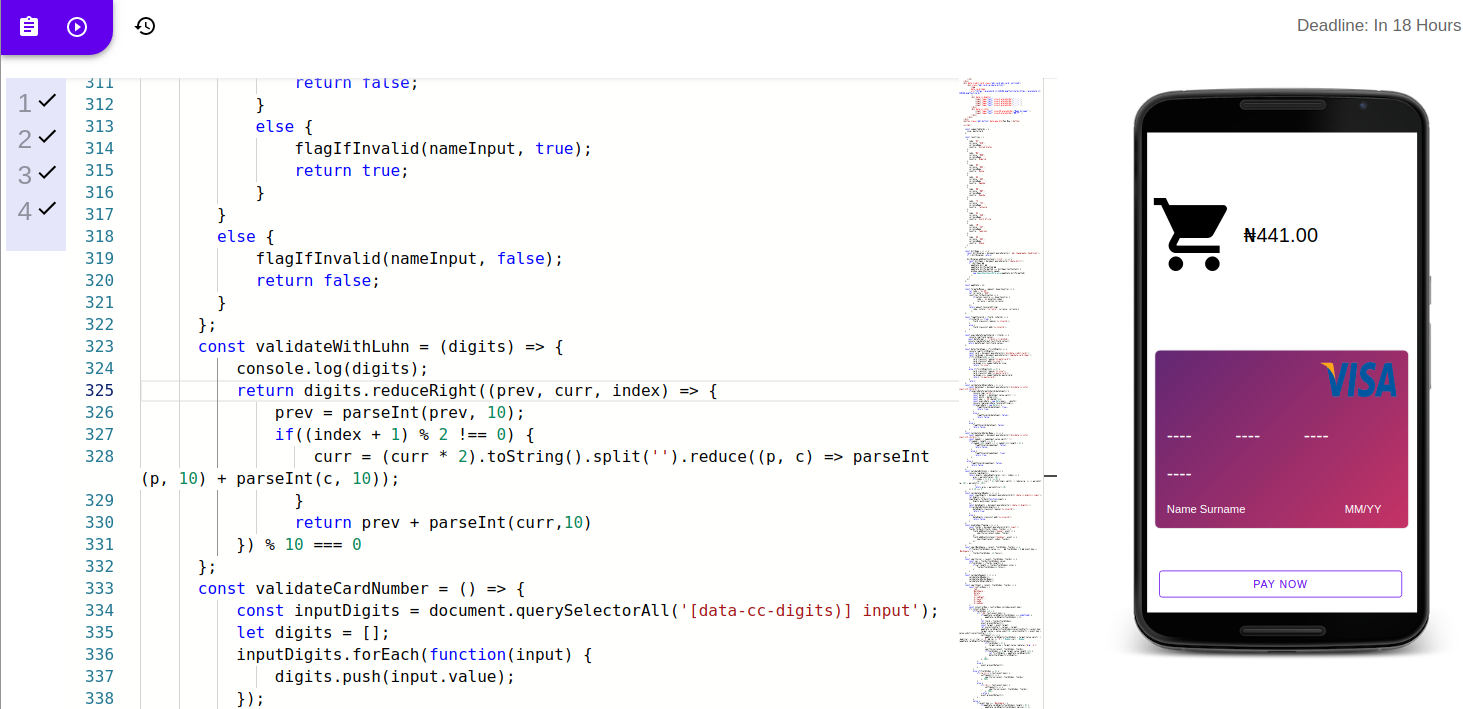 Deadline: In 18 Hours
1
2
3
4
311 return false;
312 }
313 else {
314 flagIfInvalid(nameInput, true);
315 return true;
316 }
317 }
318 else {
319 flagIfInvalid(nameInput, false);
320 return false;
321 }
322 };
323 const validateWithLuhn = (digits) => {
324 console.log(digits);
325 return digits.reduceRight((prev, curr, index) => {
326 prev = parseInt(prev, 10);
327 if((index + 1) % 2 !== 0) {
328 curr = (curr * 2).toString().split('').reduce((p, c) => parseInt
(p, 10) + parseInt(c, 10));
329 }
330 return prev + parseInt(curr,10)
331 }) % 10 === 0
332 };
333 const validateCardNumber = () => {
334 const inputDigits = document.querySelectorAll('[data-cc-digits)] input');
335 let digits = [];
336 inputDigits.forEach(function(input) {
337 digits.push(input.value);
338 });
₦441.00
VISA
---- ---- ----
----
Name Surname MM/YY
PAY NOW